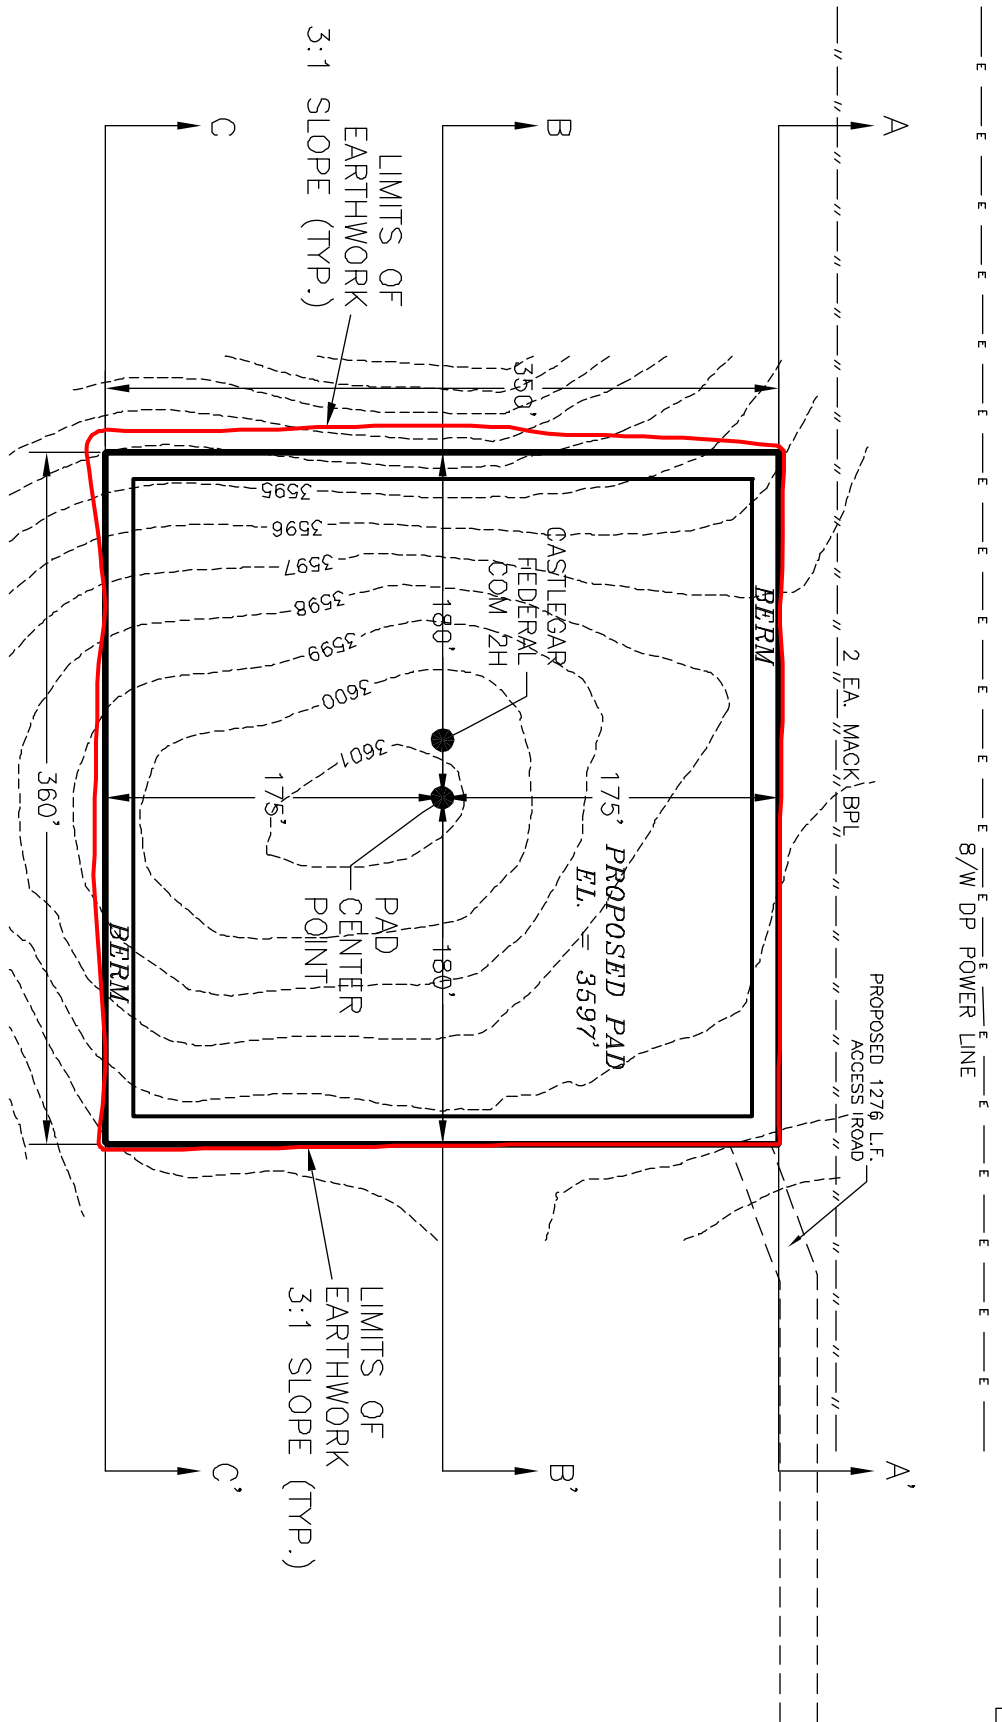 8/W DP POWER LINE
E E E E E E E E E E E E E E E E E E E E
2 EA. MACK BPL
PROPOSED 1276 L.F.
ACCESS ROAD
A
A'
B
B'
C
C'
LIMITS OF
EARTHWORK
3:1 SLOPE (TYP.)
350'
BERM
CASTLEGAR
FEDERAL
COM 2H
180'
180'
175'
175'
PROPOSED PAD
EL. = 3597'
PAD
CENTER
POINT
3595
3596
3597
3598
3599
3600
3601
360'
BERM
LIMITS OF
EARTHWORK
3:1 SLOPE (TYP.)